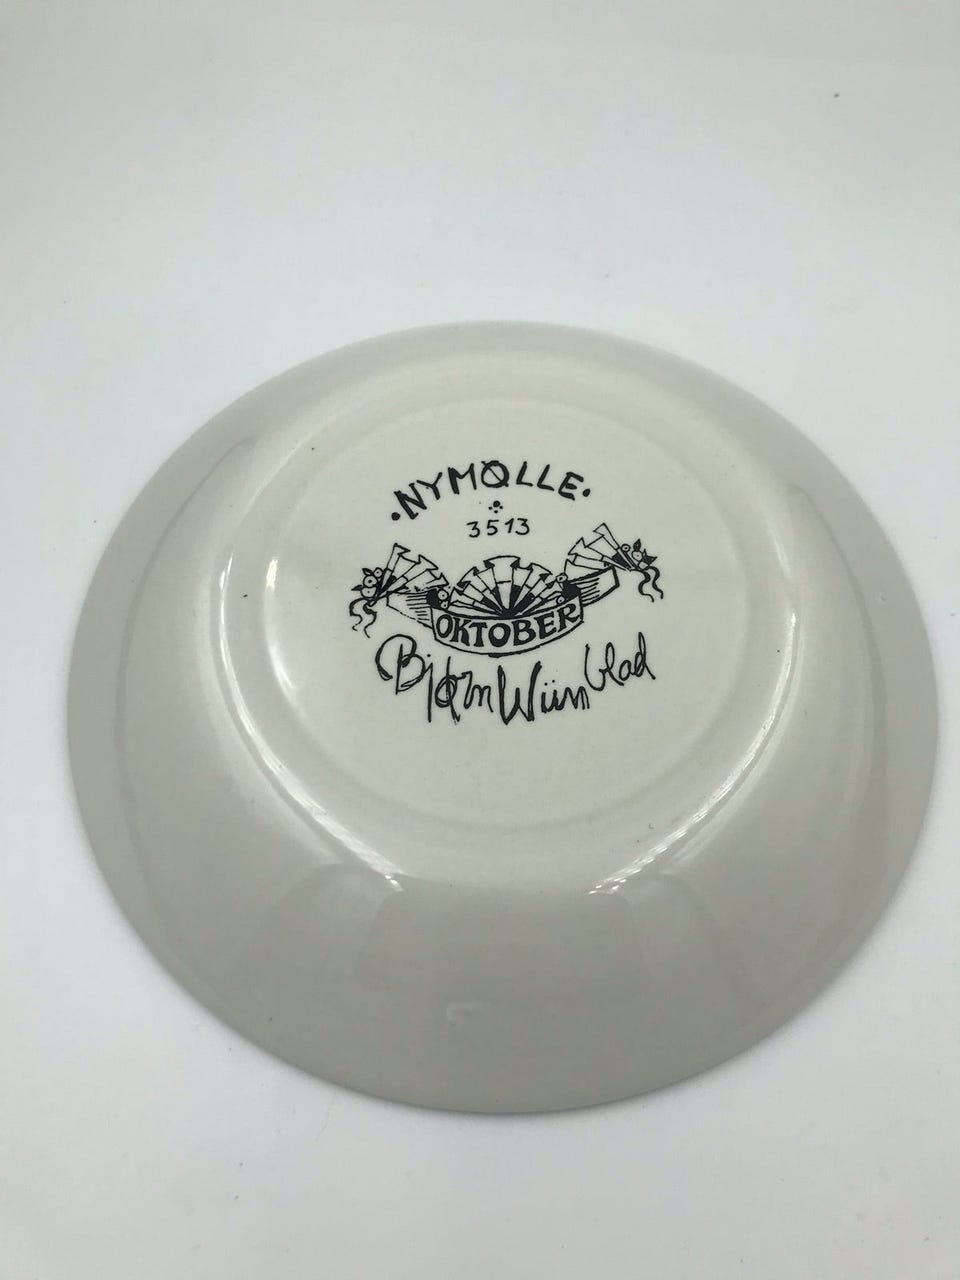 ·NYMØLLE·
3513
OKTOBER
Bjørn Wiinblad